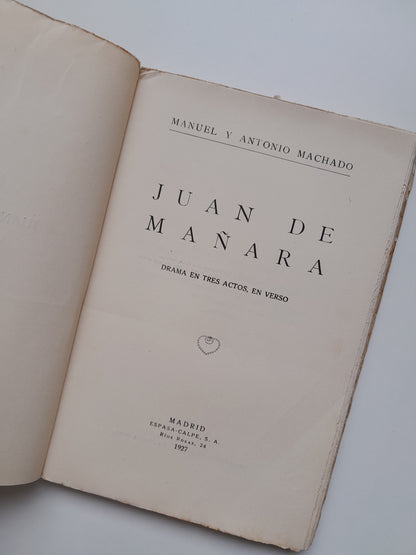 MANUEL Y ANTONIO MACHADO
JUAN DE
MAÑARA
DRAMA EN TRES ACTOS, EN VERSO
MADRID
ESPASA-CALPE, S. A.
Ríos Rosas, 24
1927